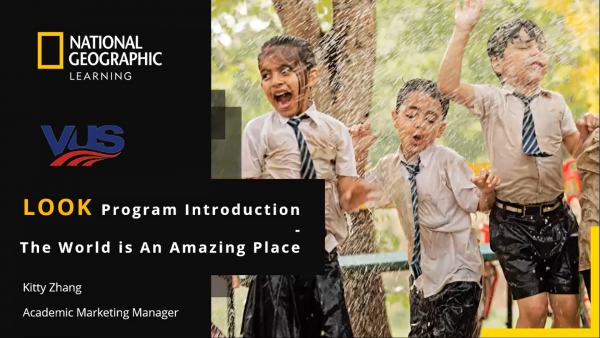 NATIONAL
GEOGRAPHIC
LEARNING
VUS
LOOK Program Introduction
-
The World is An Amazing Place
Kitty Zhang
Academic Marketing Manager